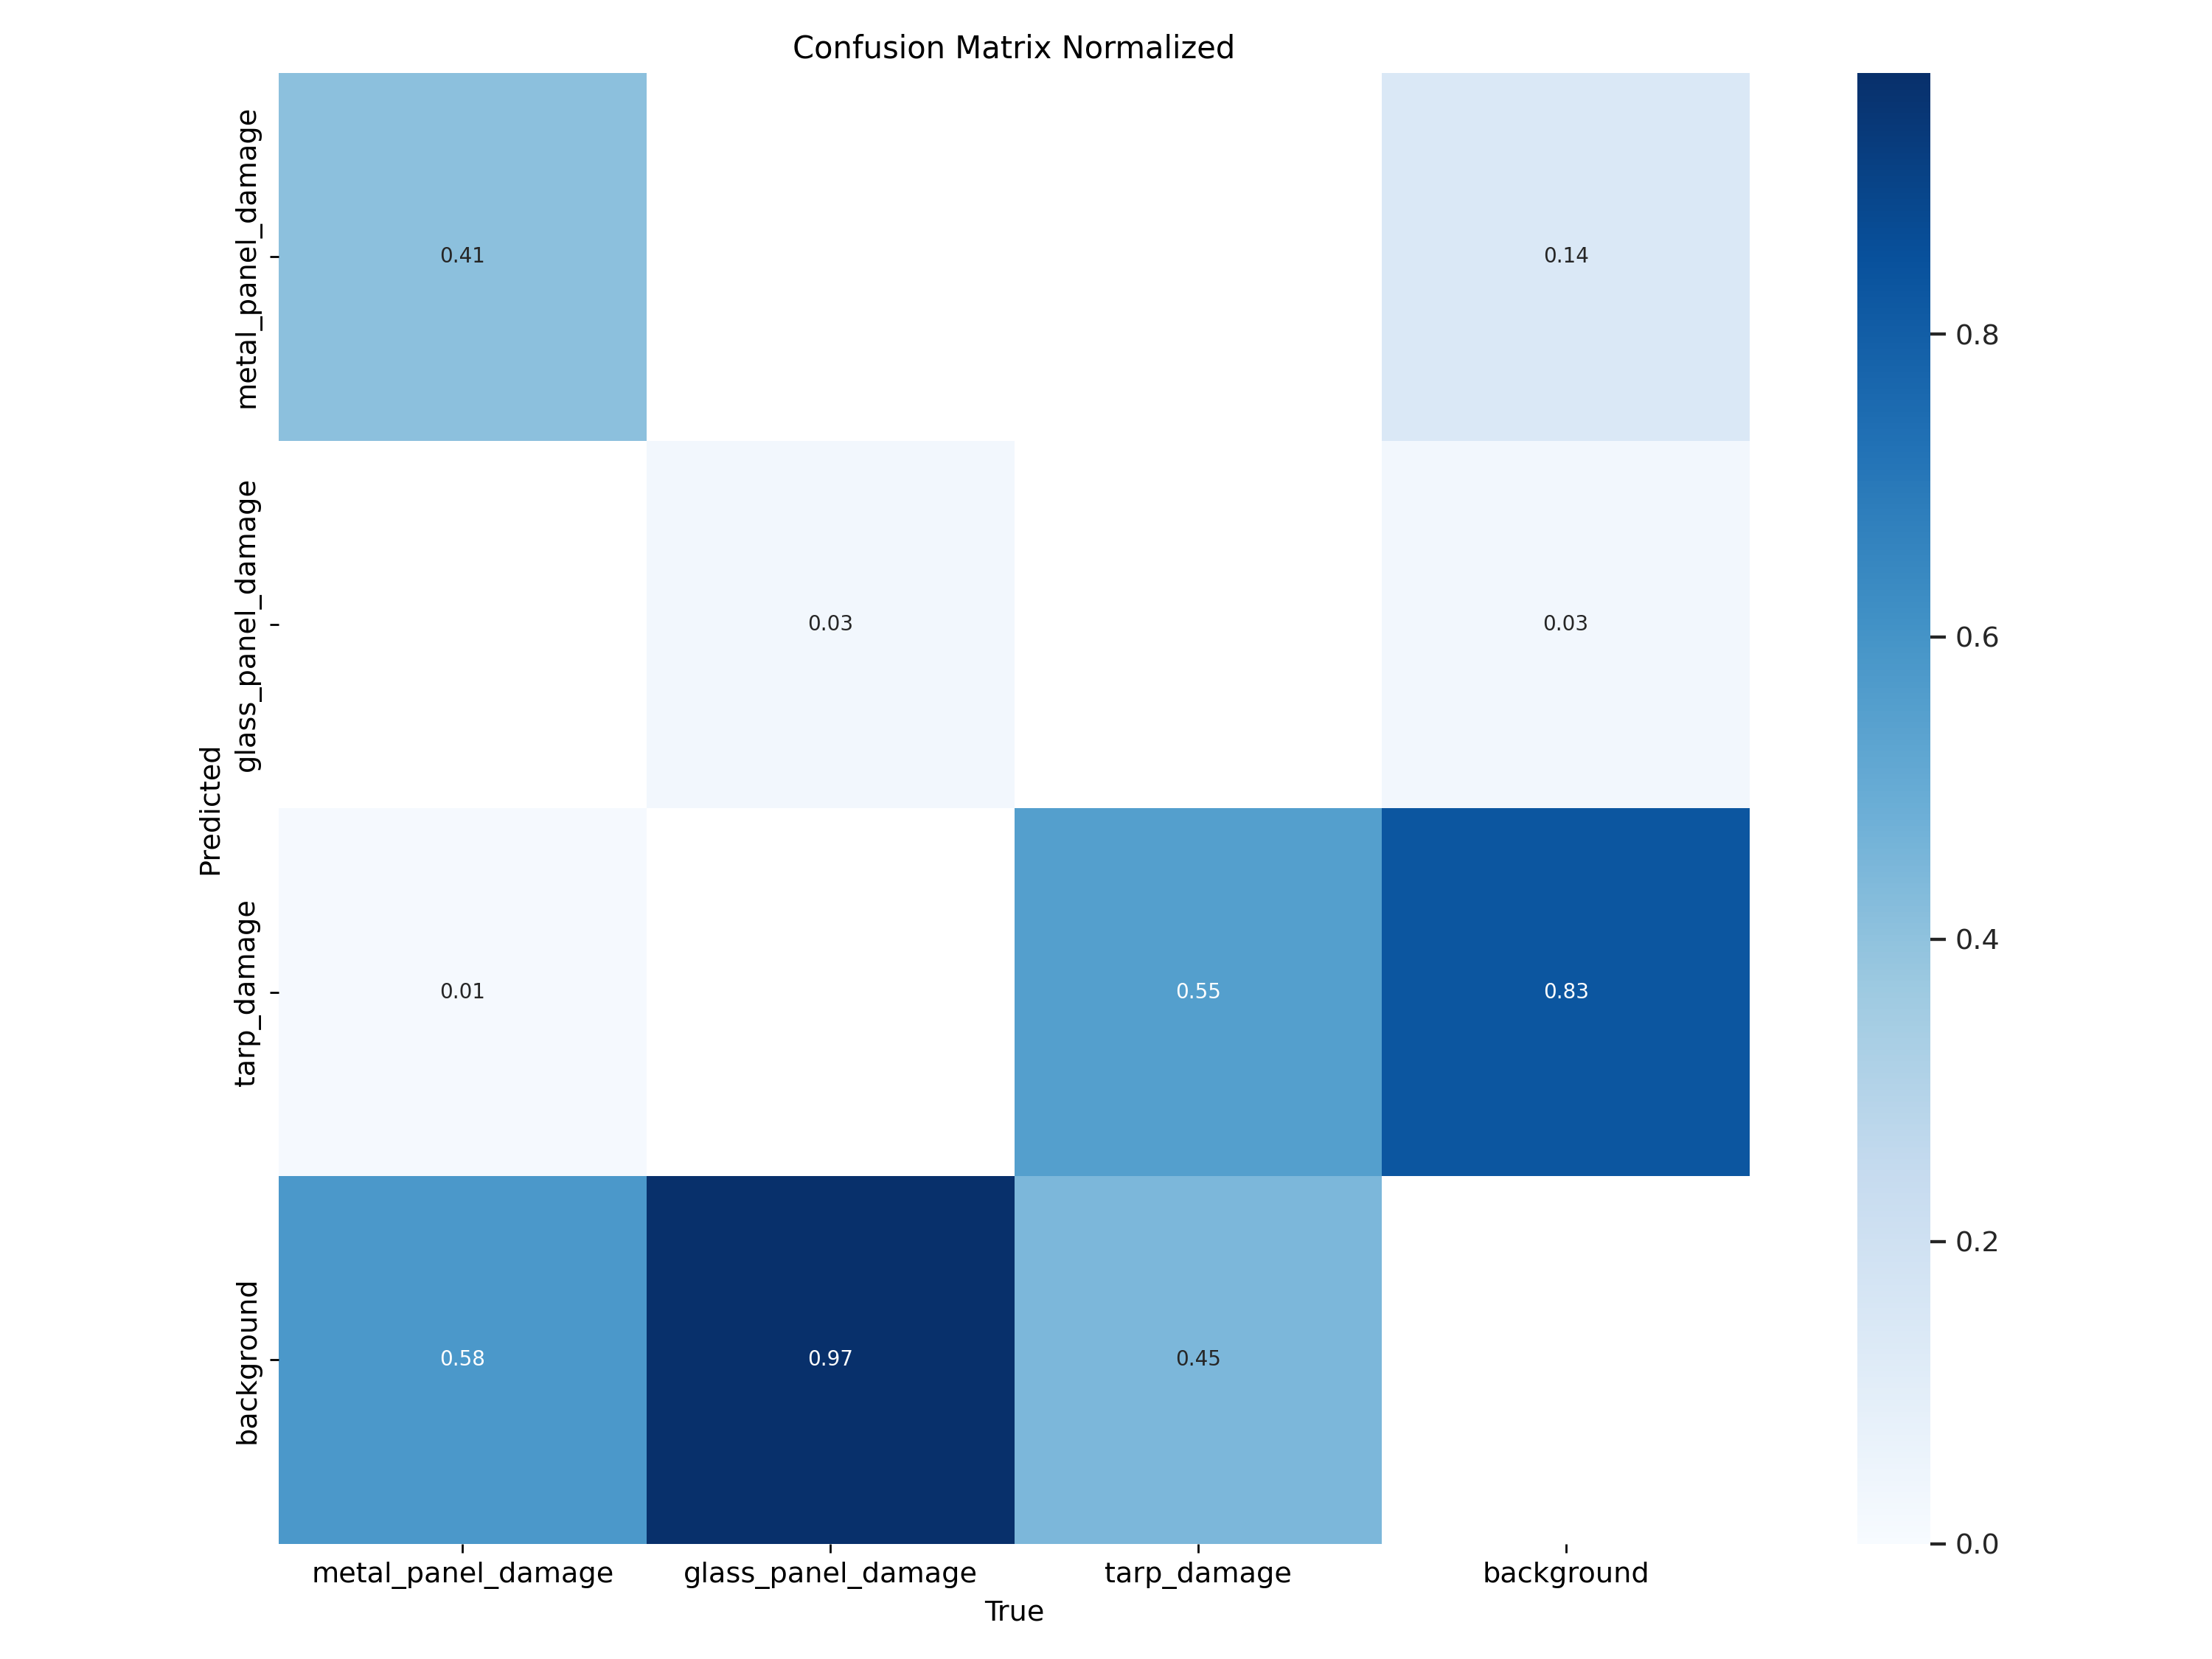 Confusion Matrix Normalized
metal_panel_damage
0.41
0.14
glass_panel_damage
0.03
0.03
tarp_damage
0.01
0.55
0.83
background
0.58
0.97
0.45
Predicted
metal_panel_damage
glass_panel_damage
tarp_damage
background
True
0.8
0.6
0.4
0.2
0.0